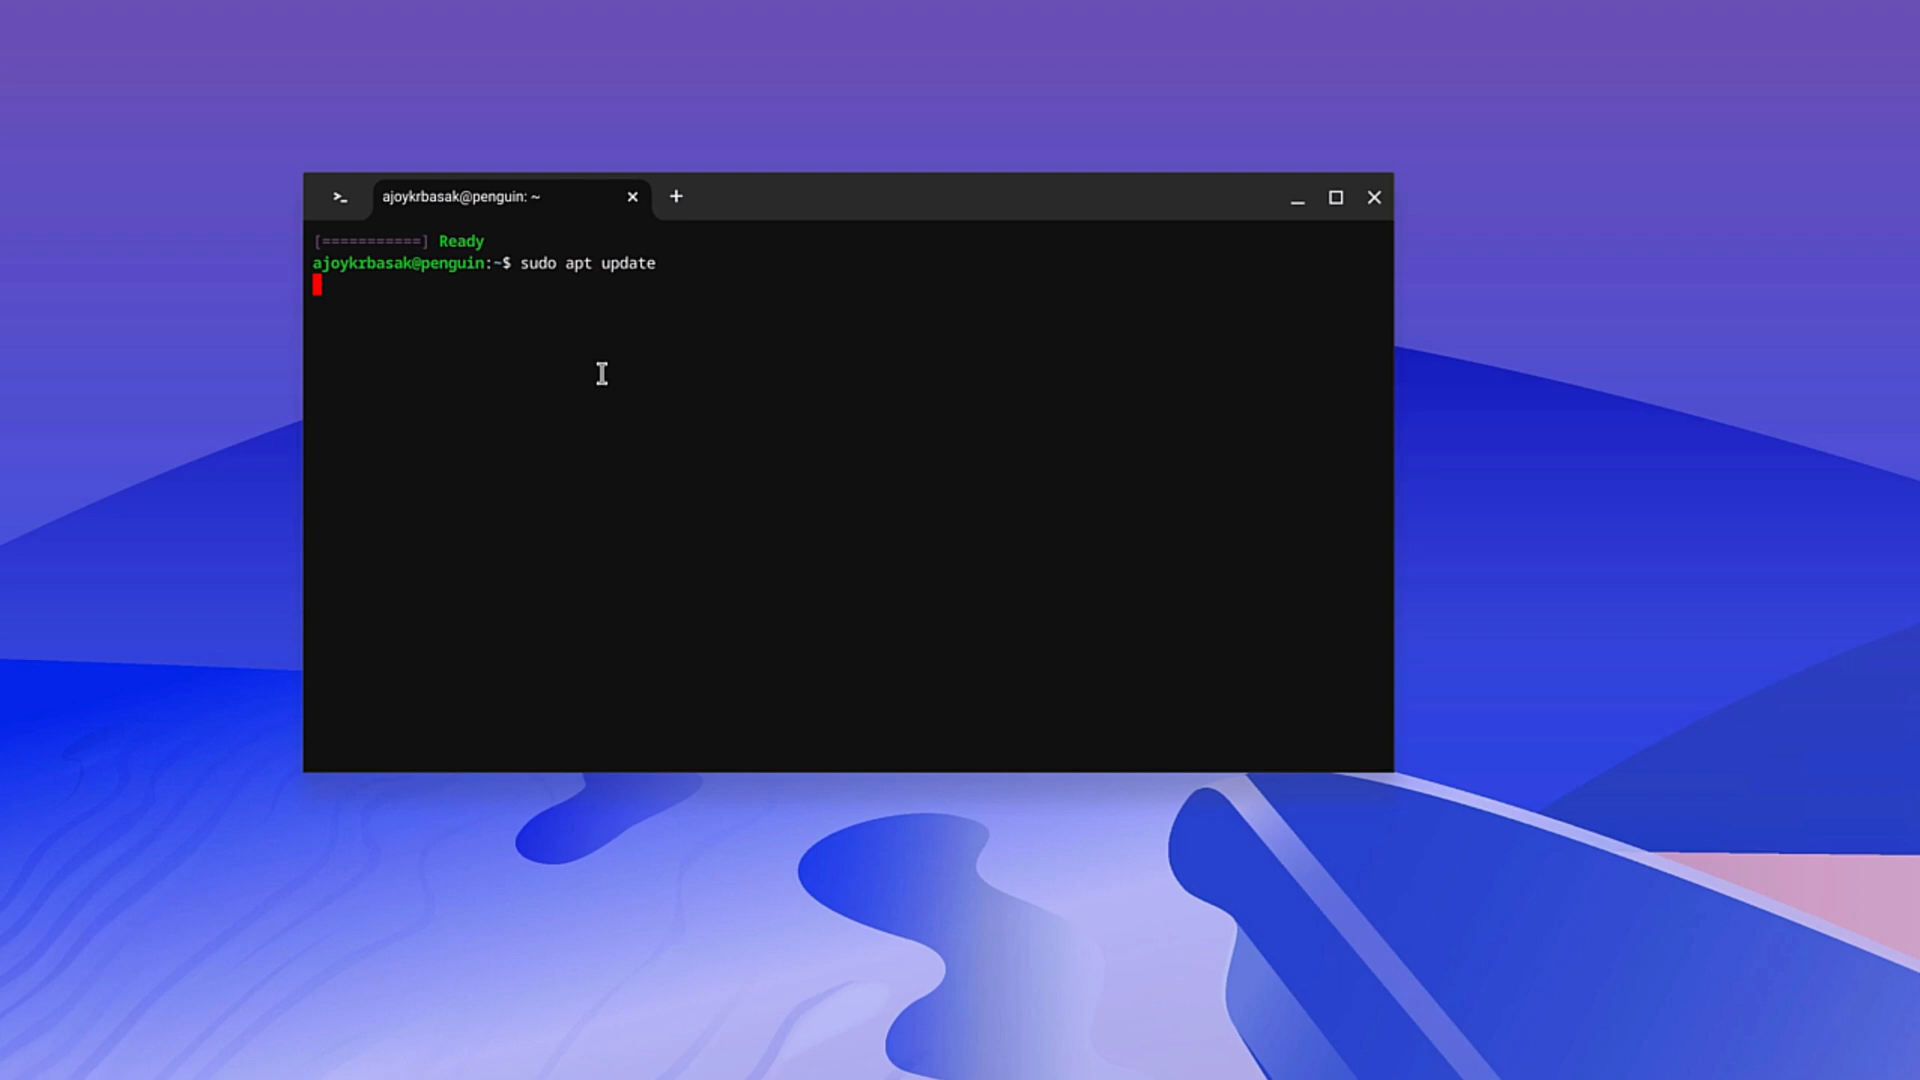 ajoykrbasak@penguin: ~
[===========] Ready
ajoykrbasak@penguin:~$ sudo apt update